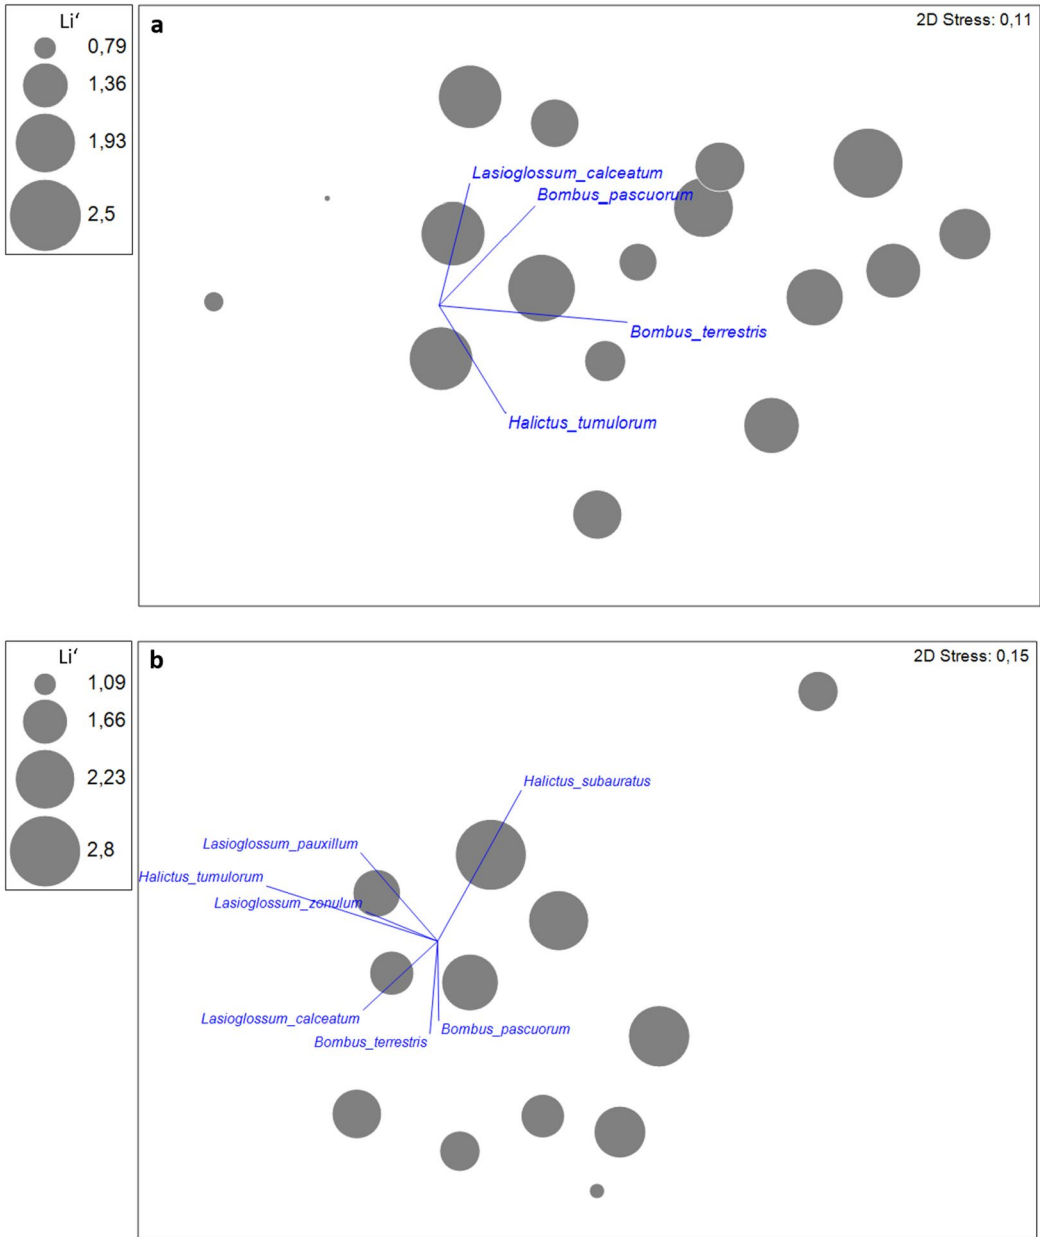 Li‘
0,79
1,36
1,93
2,5
a
2D Stress: 0,11
Lasioglossum_calceatum
Bombus_pascuorum
Bombus_terrestris
Halictus_tumulorum
Li‘
1,09
1,66
2,23
2,8
b
2D Stress: 0,15
Halictus_subauratus
Lasioglossum_pauxillum
Halictus_tumulorum
Lasioglossum_zonulum
Lasioglossum_calceatum
Bombus_pascuorum
Bombus_terrestris